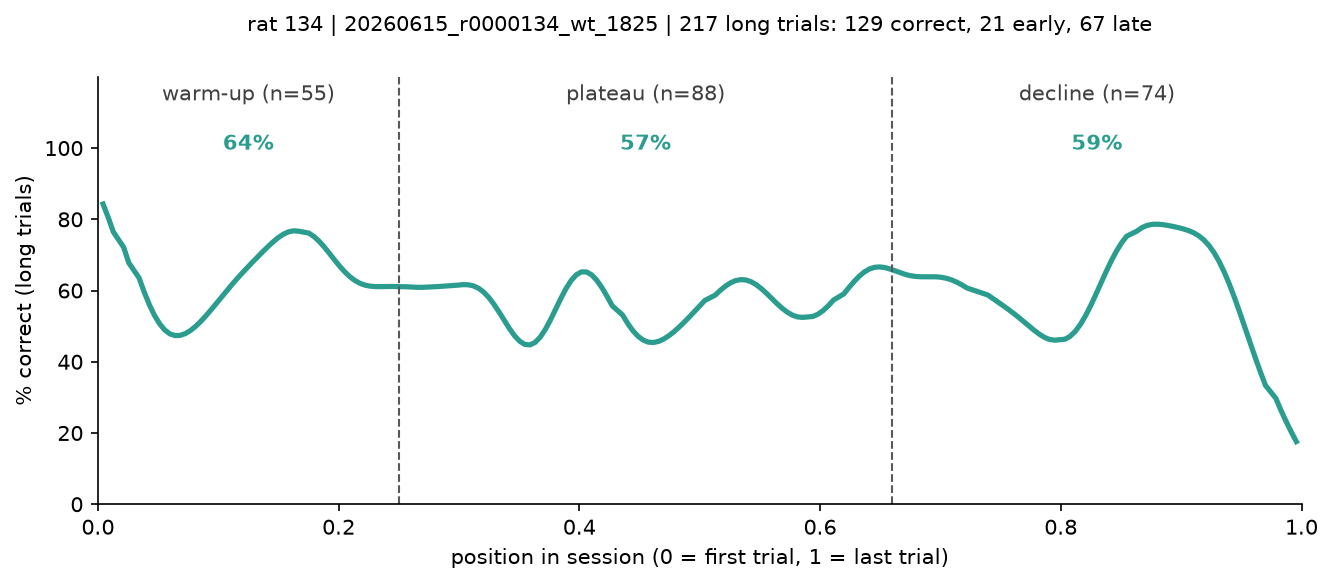 rat 134 | 20260615_r0000134_wt_1825 | 217 long trials: 129 correct, 21 early, 67 late
warm-up (n=55)
plateau (n=88)
decline (n=74)
64%
57%
59%
% correct (long trials)
100
80
60
40
20
0
0.0
0.2
0.4
0.6
0.8
1.0
position in session (0 = first trial, 1 = last trial)